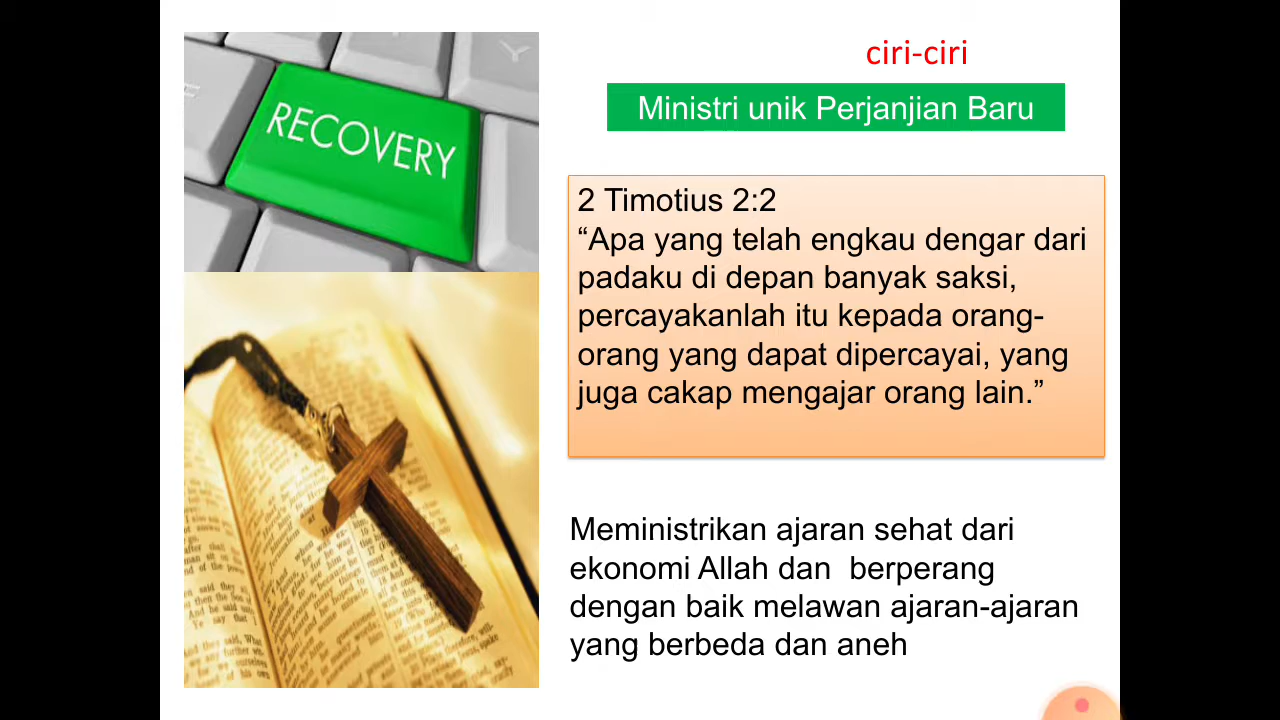 RECOVERY
ciri-ciri
Ministri unik Perjanjian Baru
2 Timotius 2:2
“Apa yang telah engkau dengar dari
padaku di depan banyak saksi,
percayakanlah itu kepada orang-
orang yang dapat dipercayai, yang
juga cakap mengajar orang lain.”
Meministrikan ajaran sehat dari
ekonomi Allah dan  berperang
dengan baik melawan ajaran-ajaran
yang berbeda dan aneh